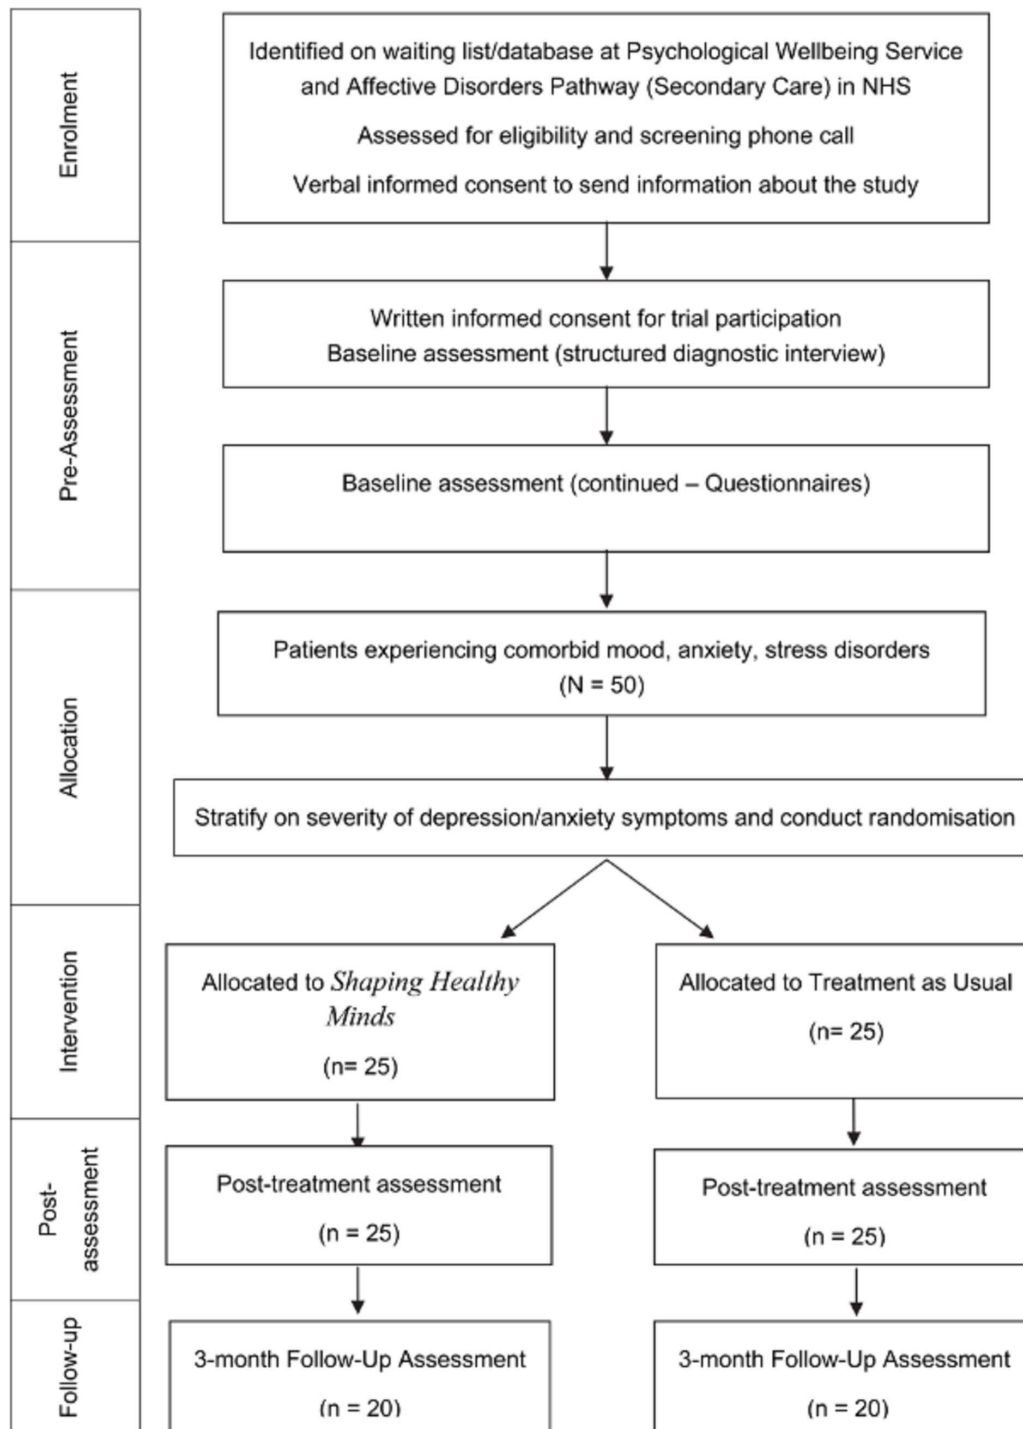 Enrolment
Identified on waiting list/database at Psychological Wellbeing Service
and Affective Disorders Pathway (Secondary Care) in NHS
Assessed for eligibility and screening phone call
Verbal informed consent to send information about the study
Pre-Assessment
Written informed consent for trial participation
Baseline assessment (structured diagnostic interview)
Baseline assessment (continued – Questionnaires)
Allocation
Patients experiencing comorbid mood, anxiety, stress disorders
(N = 50)
Stratify on severity of depression/anxiety symptoms and conduct randomisation
Intervention
Allocated to Shaping Healthy
Minds
(n= 25)
Allocated to Treatment as Usual
(n= 25)
Post-
assessment
Post-treatment assessment
(n = 25)
Post-treatment assessment
(n = 25)
Follow-up
3-month Follow-Up Assessment
(n = 20)
3-month Follow-Up Assessment
(n = 20)